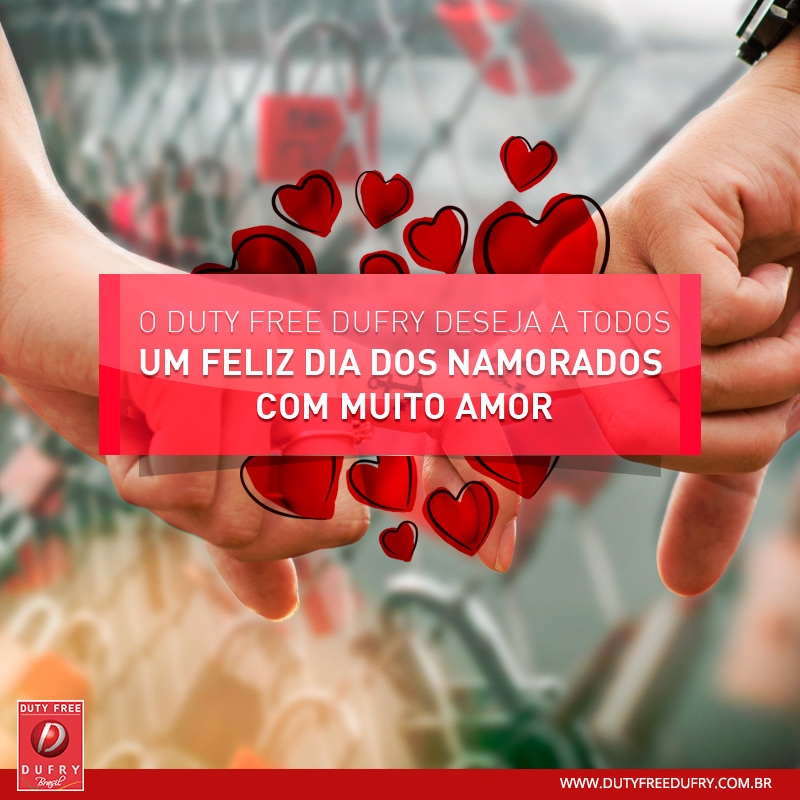 O DUTY FREE DUFRY DESEJA A TODOS
UM FELIZ DIA DOS NAMORADOS
COM MUITO AMOR
DUTY FREE
DUFRY
Brasil
WWW.DUTYFREEDUFRY.COM.BR